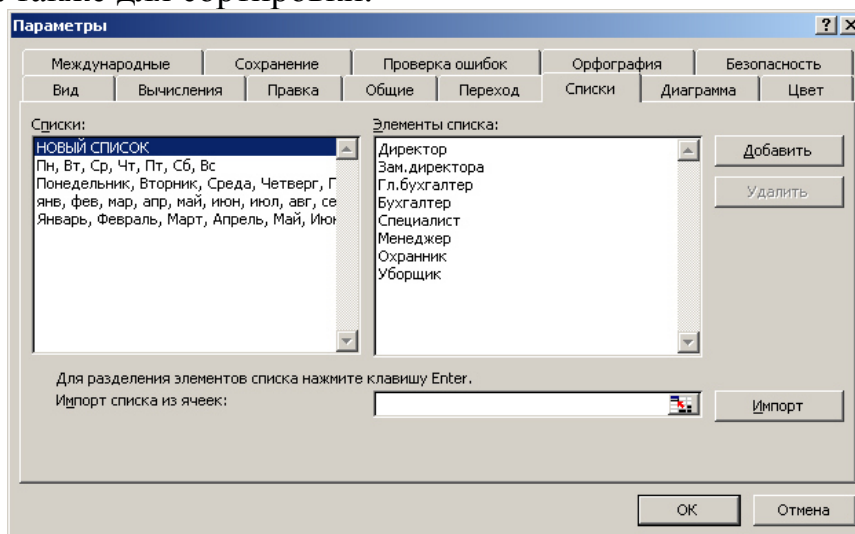 также для сортировки.
Параметры
Международные Сохранение Проверка ошибок Орфография Безопасность
Вид Вычисления Правка Общие Переход Списки Диаграмма Цвет
Списки: Элементы списка:
НОВЫЙ СПИСОК
Пн, Вт, Ср, Чт, Пт, Сб, Вс
Понедельник, Вторник, Среда, Четверг, П
янв, фев, мар, апр, май, июн, июл, авг, се
Январь, Февраль, Март, Апрель, Май, Июн
Директор
Зам.директора
Гл.бухгалтер
Бухгалтер
Специалист
Менеджер
Охранник
Уборщик
Добавить
Удалить
Для разделения элементов списка нажмите клавишу Enter.
Импорт списка из ячеек: Импорт
ОК Отмена